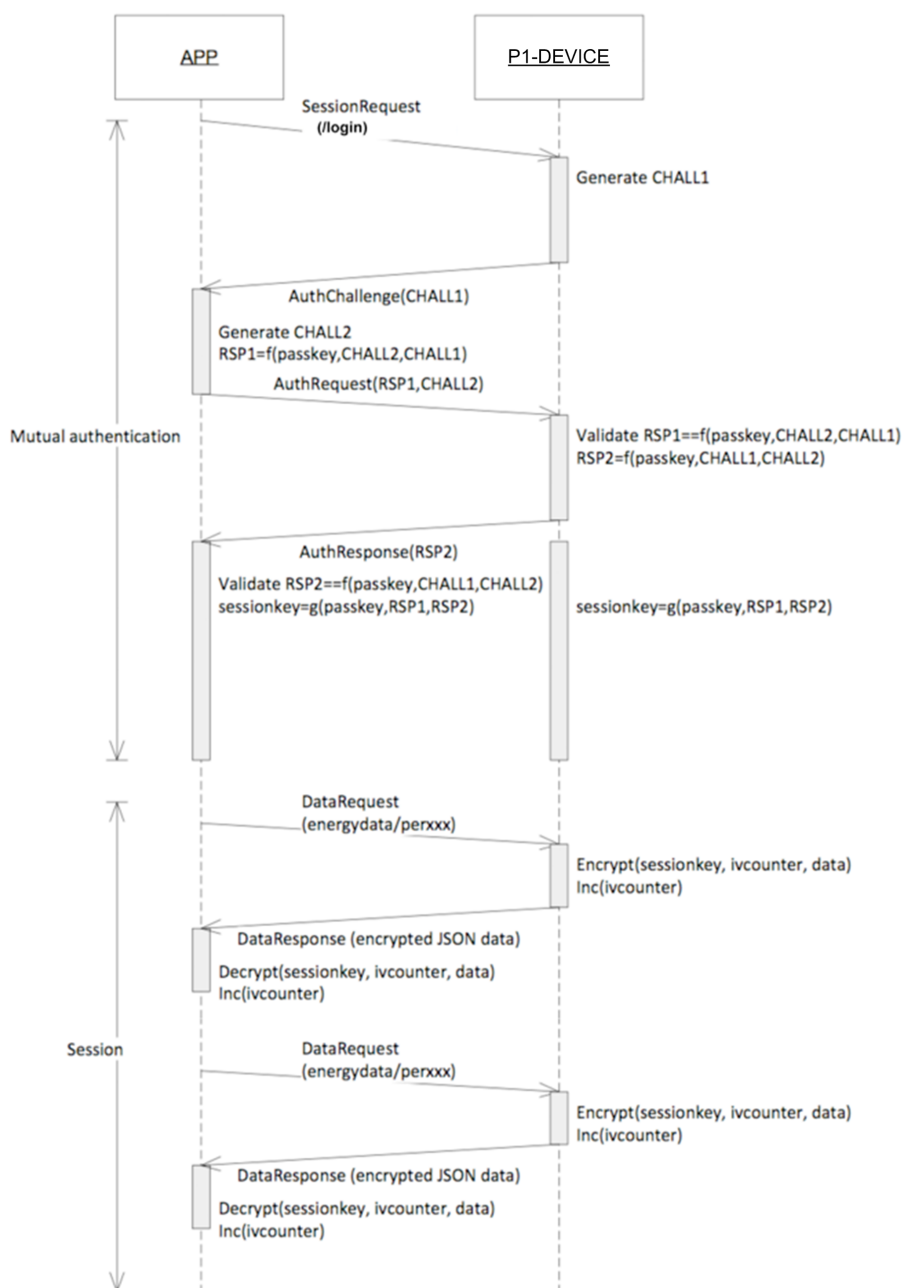 APP
P1-DEVICE
SessionRequest
(/login)
Generate CHALL1
AuthChallenge(CHALL1)
Generate CHALL2
RSP1=f(passkey,CHALL2,CHALL1)
AuthRequest(RSP1,CHALL2)
Mutual authentication
Validate RSP1==f(passkey,CHALL2,CHALL1)
RSP2=f(passkey,CHALL1,CHALL2)
AuthResponse(RSP2)
Validate RSP2==f(passkey,CHALL1,CHALL2)
sessionkey=g(passkey,RSP1,RSP2)
sessionkey=g(passkey,RSP1,RSP2)
DataRequest
(energydata/perxxx)
Encrypt(sessionkey, ivcounter, data)
Inc(ivcounter)
DataResponse (encrypted JSON data)
Decrypt(sessionkey, ivcounter, data)
Inc(ivcounter)
Session
DataRequest
(energydata/perxxx)
Encrypt(sessionkey, ivcounter, data)
Inc(ivcounter)
DataResponse (encrypted JSON data)
Decrypt(sessionkey, ivcounter, data)
Inc(ivcounter)